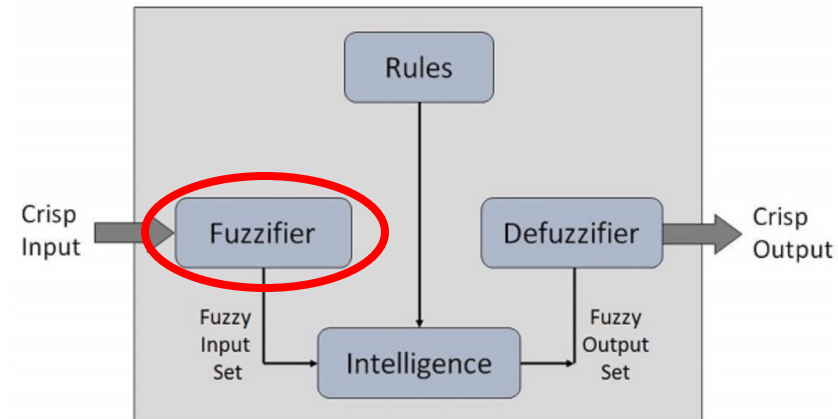 Rules
Crisp
Input
Fuzzifier
Defuzzifier
Crisp
Output
Fuzzy
Input
Set
Intelligence
Fuzzy
Output
Set